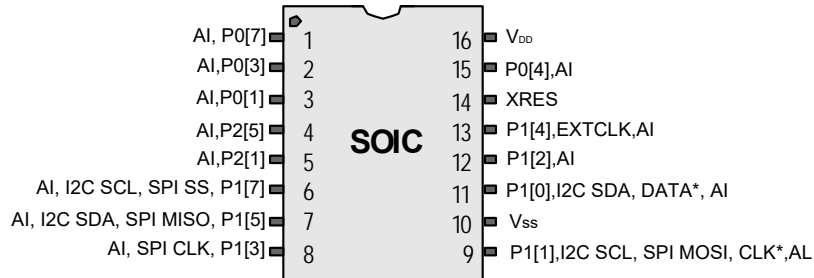 AI, P0[7] 1 16 VDD
AI,P0[3] 2 15 P0[4],AI
AI,P0[1] 3 14 XRES
AI,P2[5] 4 13 P1[4],EXTCLK,AI
SOIC
AI,P2[1] 5 12 P1[2],AI
AI, I2C SCL, SPI SS, P1[7] 6 11 P1[0],I2C SDA, DATA*, AI
AI, I2C SDA, SPI MISO, P1[5] 7 10 Vss
AI, SPI CLK, P1[3] 8 9 P1[1],I2C SCL, SPI MOSI, CLK*,AL